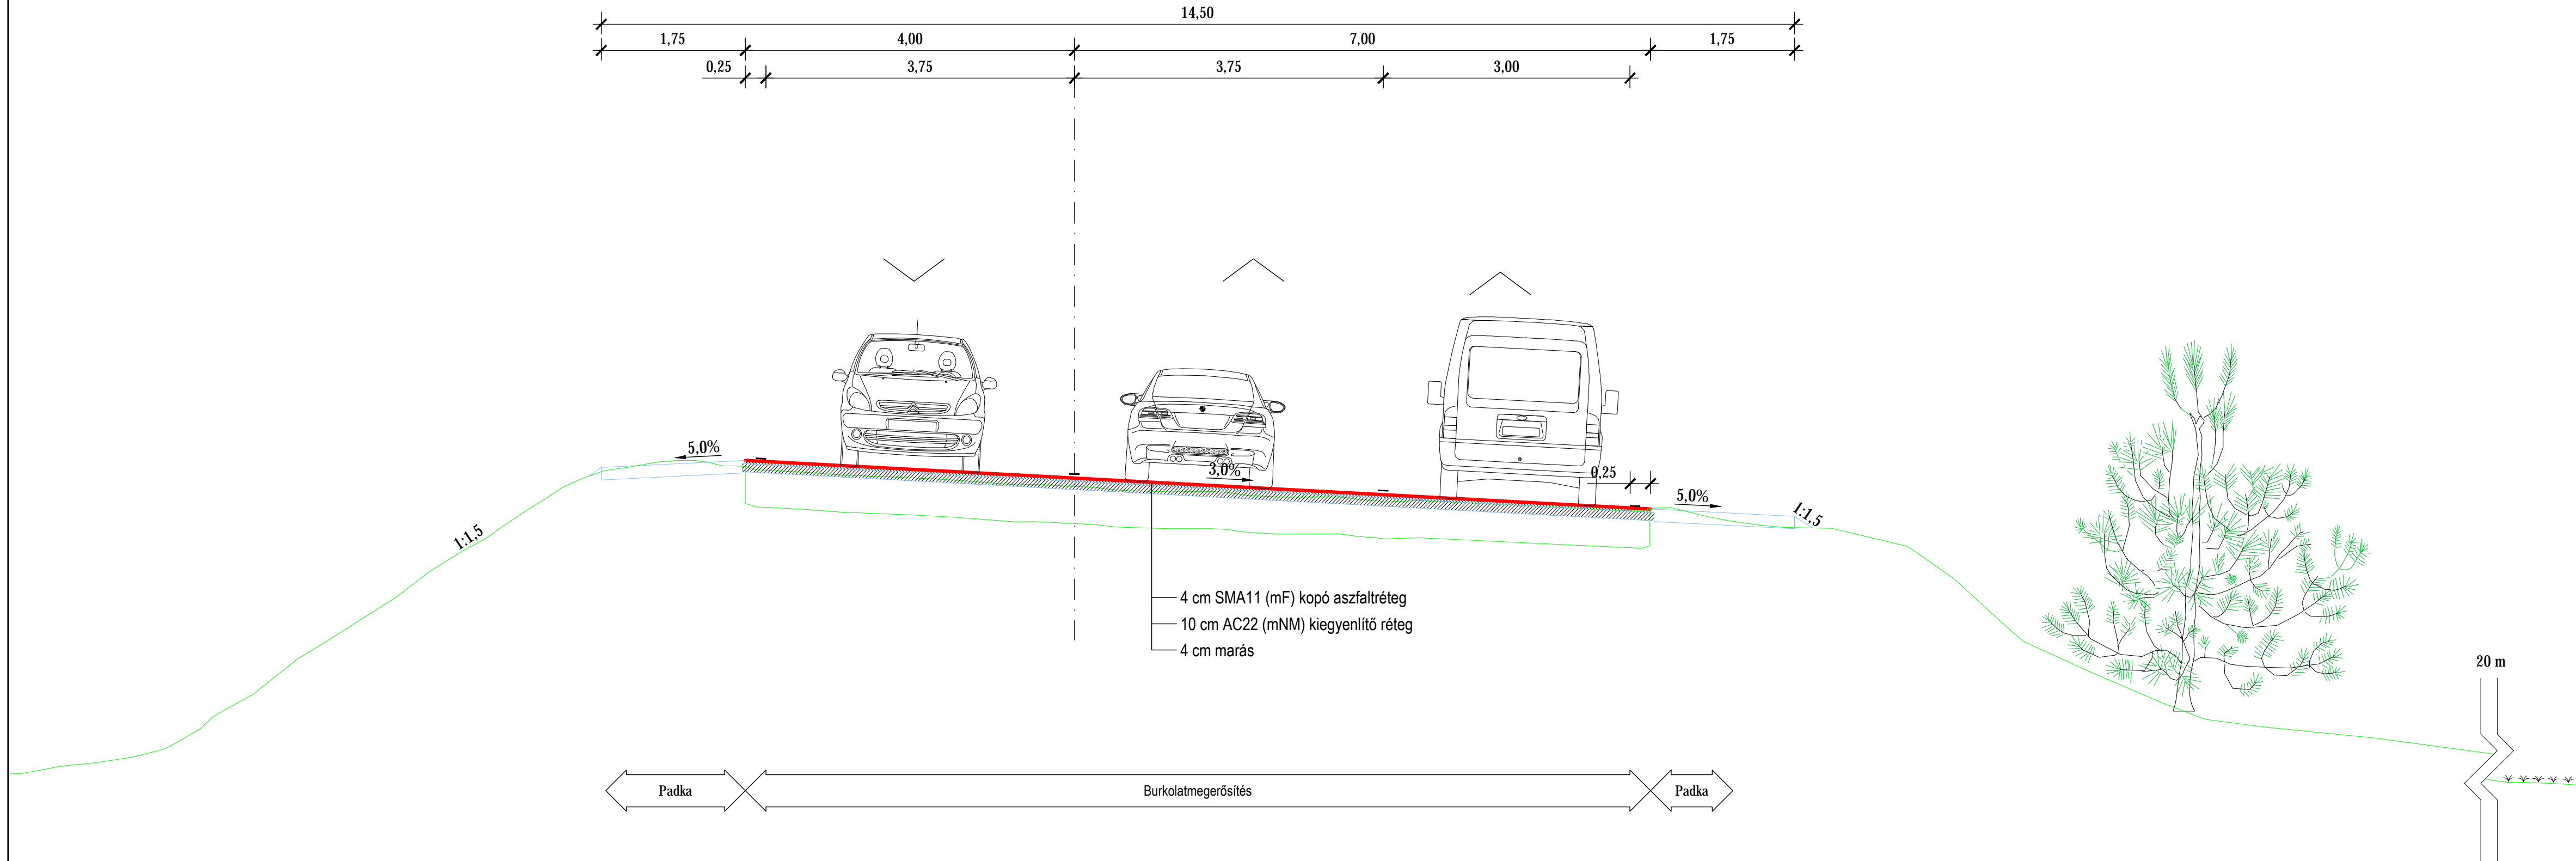 14,50
1,75 4,00 7,00 1,75
0,25 3,75 3,75 3,00
5,0%
3,0%
0,25
5,0%
1:1,5
1:1,5
4 cm SMA11 (mF) kopó aszfaltréteg
10 cm AC22 (mNM) kiegyenlítő réteg
4 cm marás
20 m
Padka Burkolatmegerősítés Padka